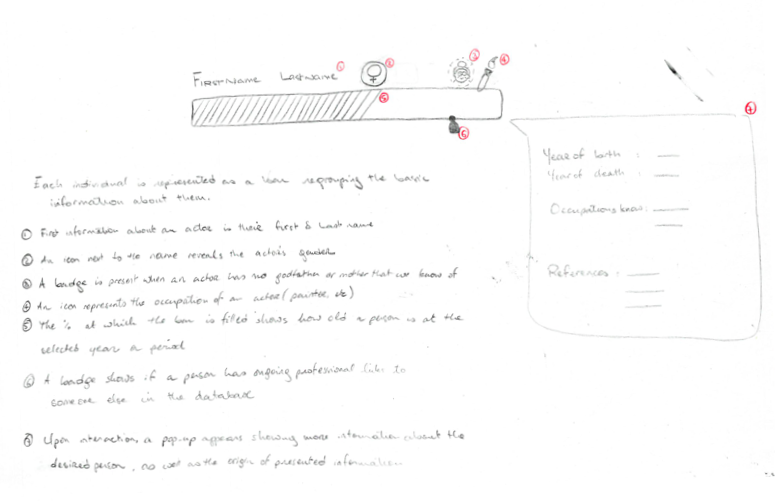 FirstName LastName ① ②
③ ④
⑤
⑥
⑦
Year of birth :
Year of death :
Occupations know :
References :
Each individual is represented as a bar regrouping the basic
information about them.
① First information about an actor is their first & last name
② An icon next to the name reveals the actor's gender
③ A badge is present when an actor has no godfather or mother that we know of
④ An icon represents the occupation of an actor (painter, etc)
⑤ The % at which the bar is filled shows how old a person is at the
selected year a period
⑥ A badge shows if a person has ongoing professional links to
someone else in the database
⑦ Upon interaction, a pop-up appears showing more information about the
desired person, as well as the origin of presented information